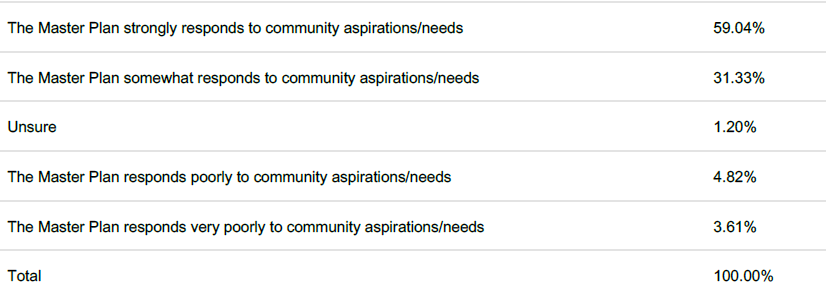 The Master Plan strongly responds to community aspirations/needs 59.04%
The Master Plan somewhat responds to community aspirations/needs 31.33%
Unsure 1.20%
The Master Plan responds poorly to community aspirations/needs 4.82%
The Master Plan responds very poorly to community aspirations/needs 3.61%
Total 100.00%